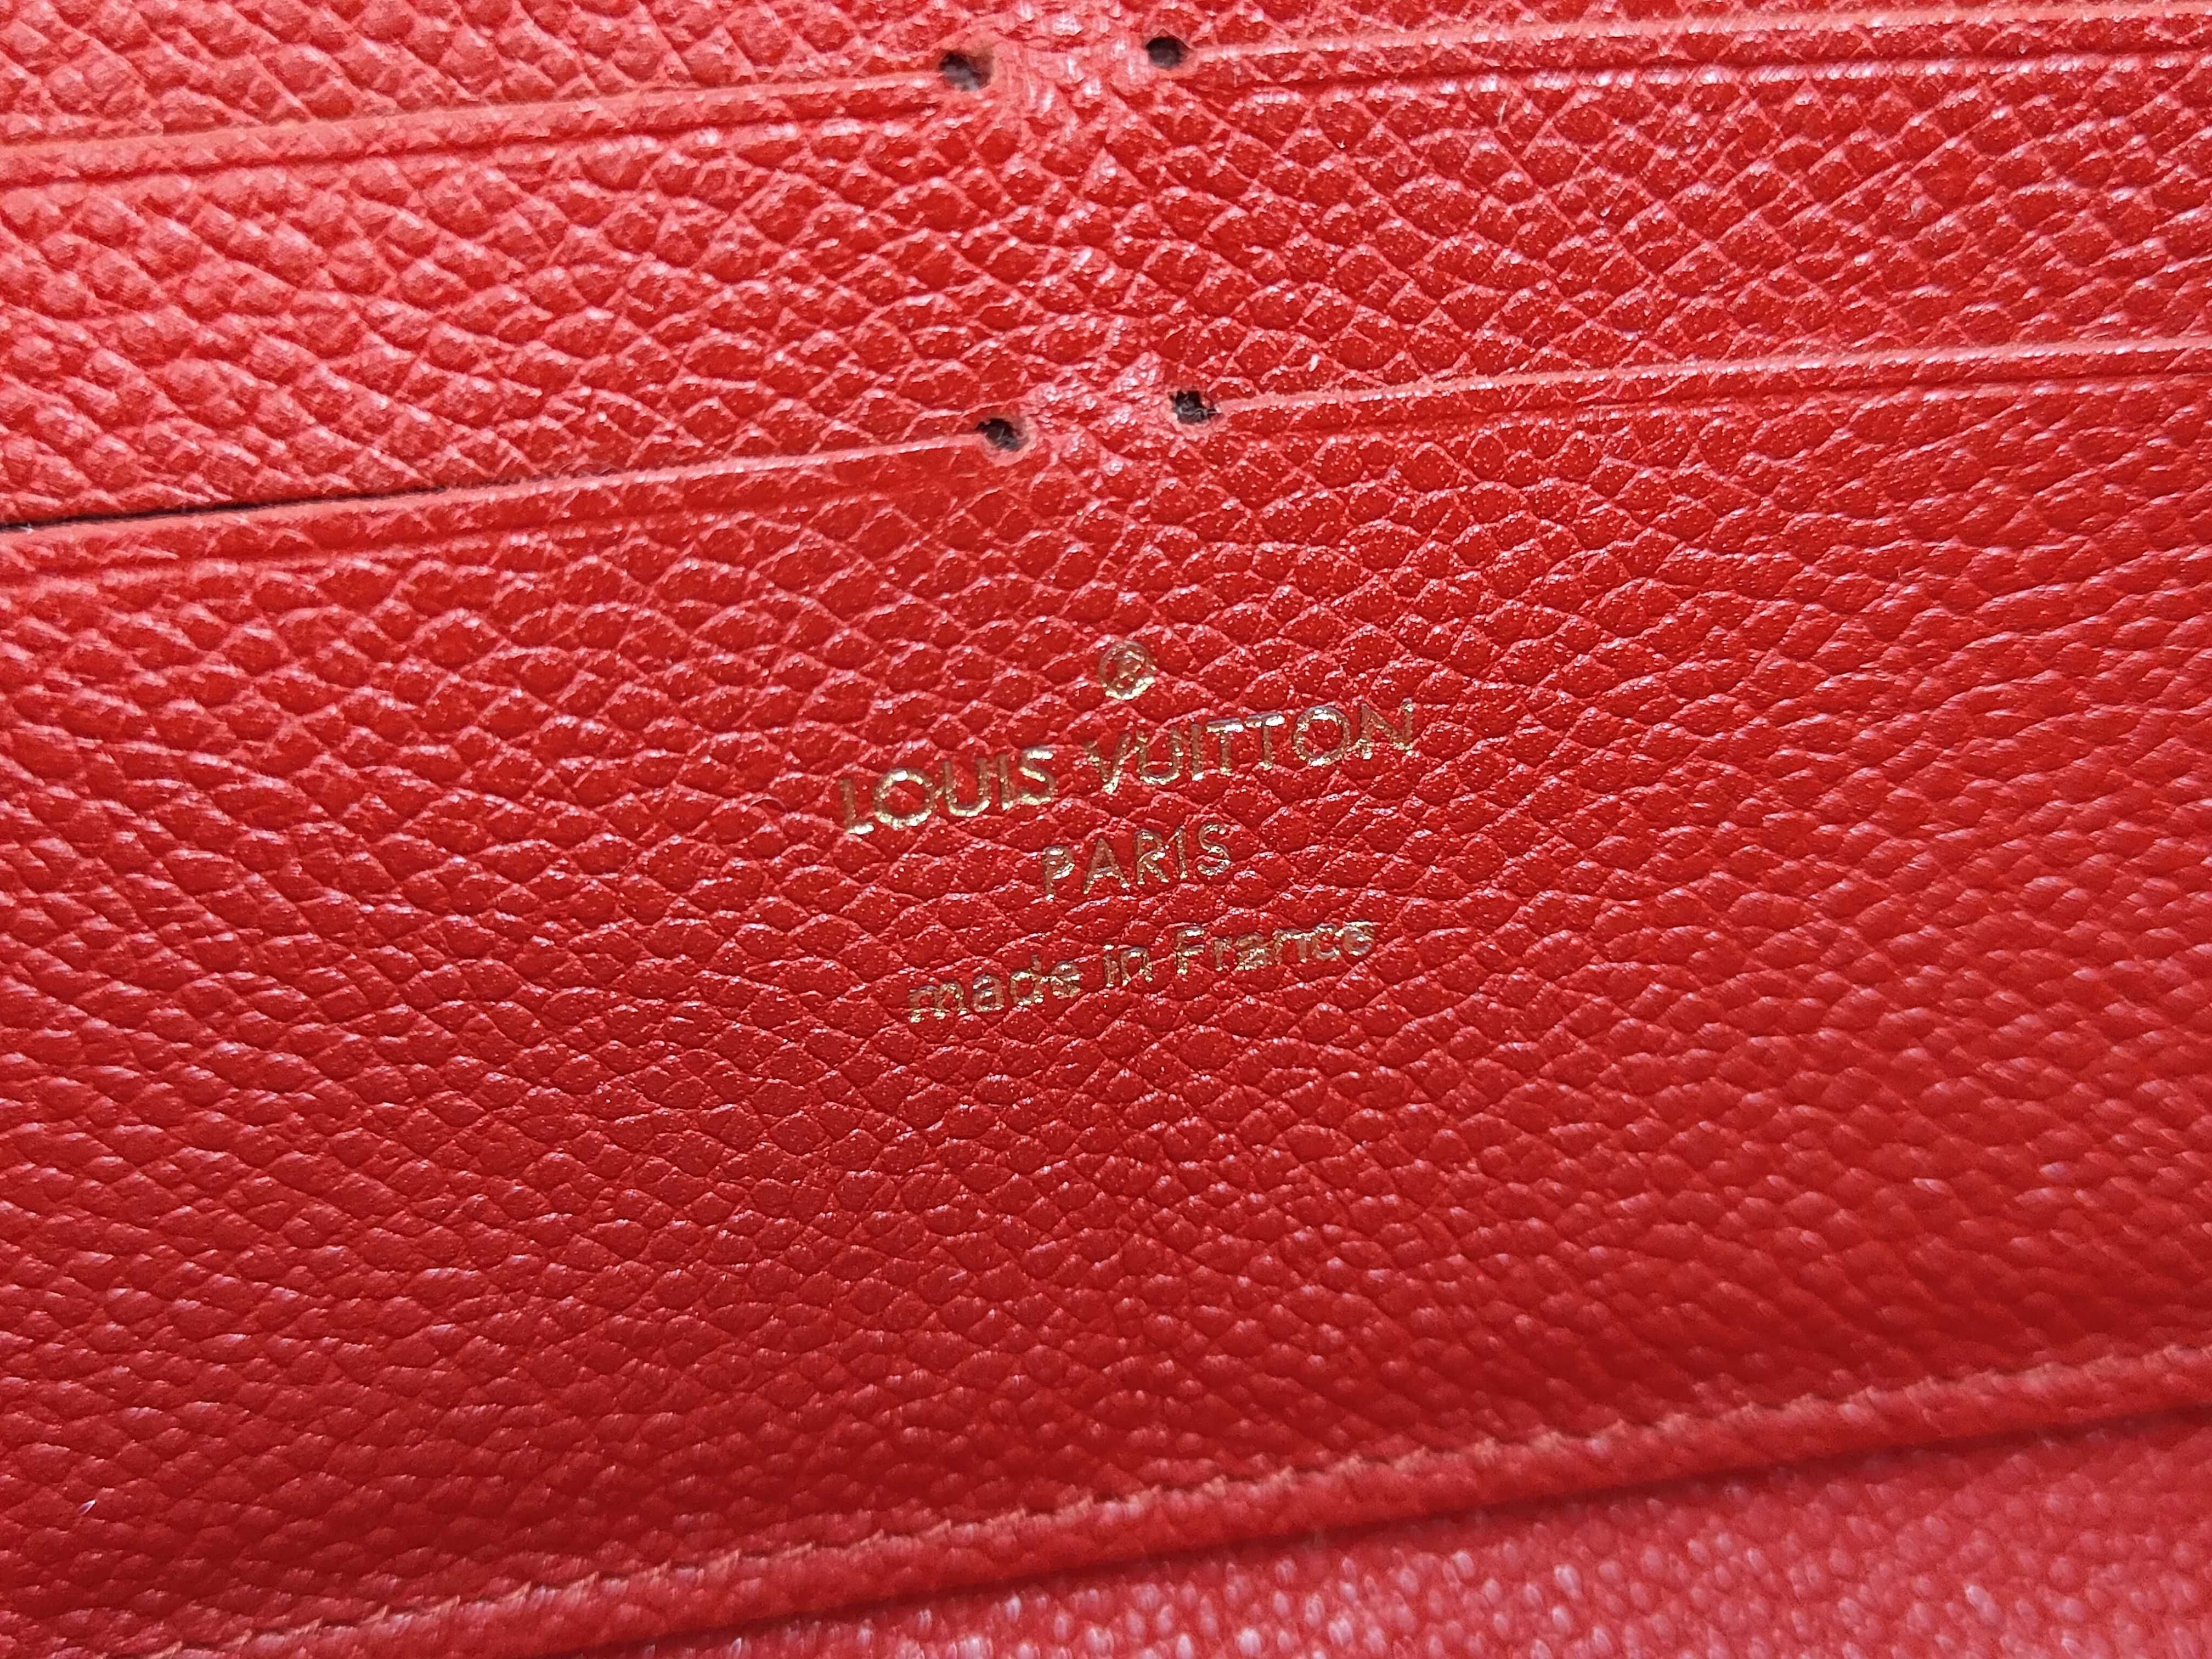 ®
LOUIS VUITTON
PARIS
made in France